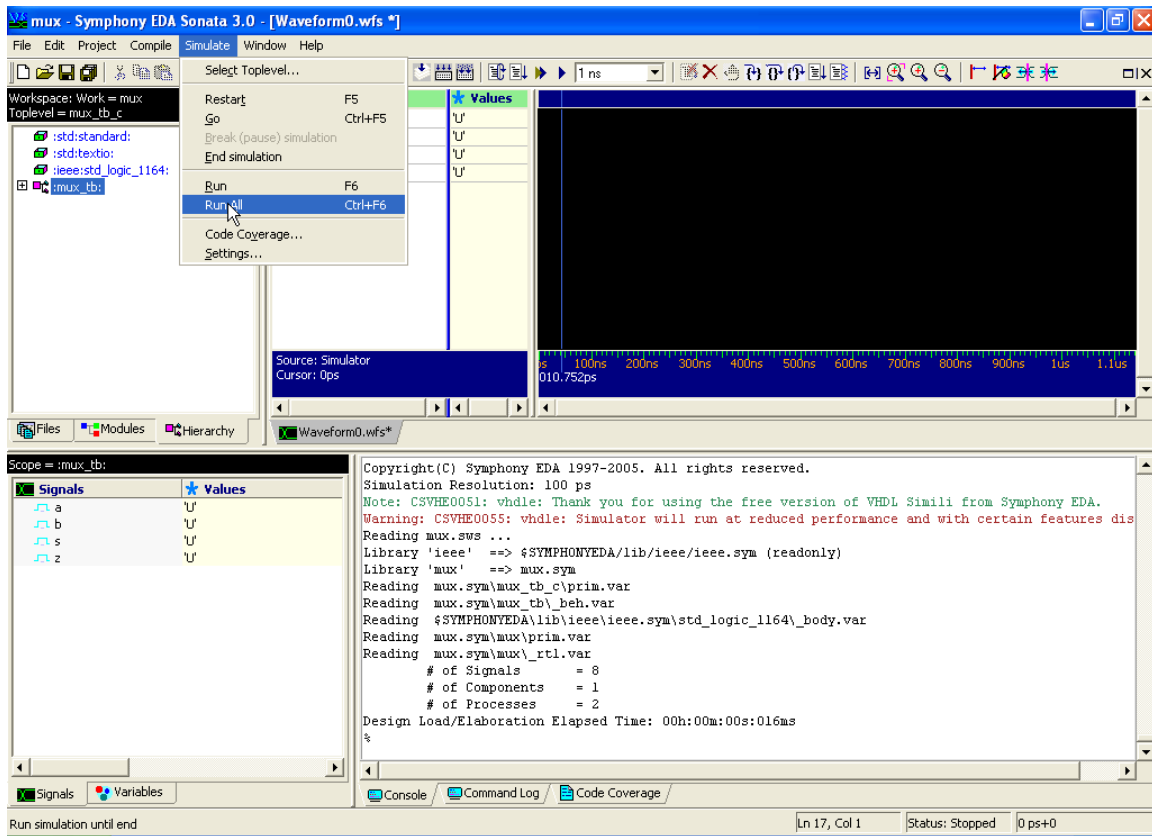 mux - Symphony EDA Sonata 3.0 - [Waveform0.wfs *]
File Edit Project Compile Simulate Window Help
1 ns
Workspace: Work = mux
Toplevel = mux_tb_c
:std:standard:
:std:textio:
:ieee:std_logic_1164:
:mux_tb:
Select Toplevel...
Restart F5
Go Ctrl+F5
Break (pause) simulation
End simulation
Run F6
Run All Ctrl+F6
Code Coverage...
Settings...
Values
'U'
'U'
'U'
'U'
Source: Simulator
Cursor: 0ps
ps 100ns 200ns 300ns 400ns 500ns 600ns 700ns 800ns 900ns 1us 1.1us
010.752ps
Files Modules Hierarchy
Waveform0.wfs*
Scope = :mux_tb:
Signals Values
a 'U'
b 'U'
s 'U'
z 'U'
Signals Variables
Copyright(C) Symphony EDA 1997-2005. All rights reserved.
Simulation Resolution: 100 ps
Note: CSVHE0051: vhdle: Thank you for using the free version of VHDL Simili from Symphony EDA.
Warning: CSVHE0055: vhdle: Simulator will run at reduced performance and with certain features dis
Reading mux.sws ...
Library 'ieee' ==> $SYMPHONYEDA/lib/ieee/ieee.sym (readonly)
Library 'mux' ==> mux.sym
Reading mux.sym\mux_tb_c\prim.var
Reading mux.sym\mux_tb\_beh.var
Reading $SYMPHONYEDA\lib\ieee\ieee.sym\std_logic_1164\_body.var
Reading mux.sym\mux\prim.var
Reading mux.sym\mux\_rtl.var
# of Signals = 8
# of Components = 1
# of Processes = 2
Design Load/Elaboration Elapsed Time: 00h:00m:00s:016ms
%
Console Command Log Code Coverage
Run simulation until end
Ln 17, Col 1
Status: Stopped
0 ps+0